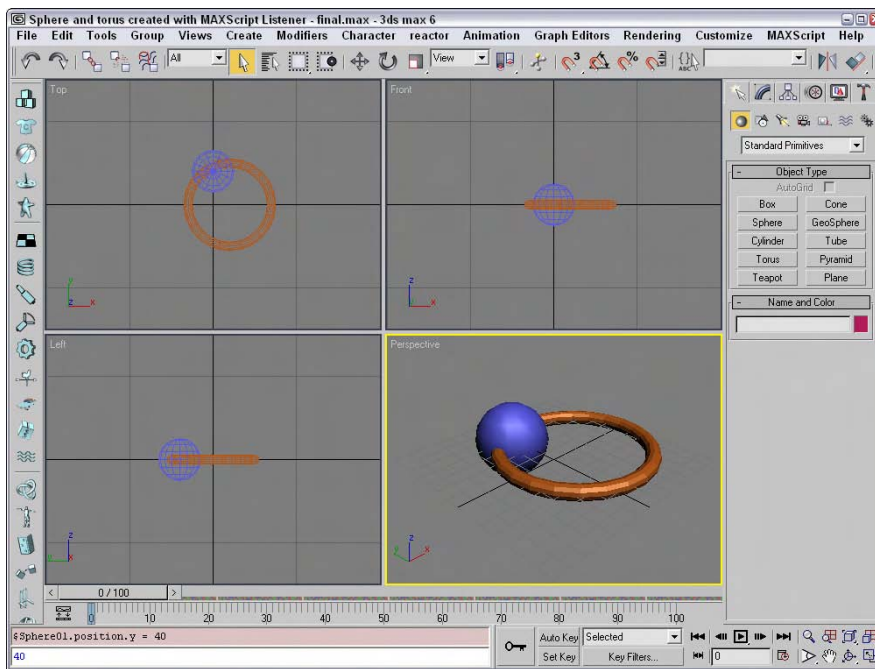 Sphere and torus created with MAXScript Listener - final.max - 3ds max 6
File Edit Tools Group Views Create Modifiers Character reactor Animation Graph Editors Rendering Customize MAXScript Help
All
View
3
%
ABC
Top
Front
y
z x
z
x
Standard Primitives
Object Type
AutoGrid
Box Cone
Sphere GeoSphere
Cylinder Tube
Torus Pyramid
Teapot Plane
Name and Color
Left
Perspective
z
y x
z
y x
< 0 / 100 >
0 10 20 30 40 50 60 70 80 90 100
$Sphere01.position.y = 40
40
Auto Key Selected
Set Key Key Filters...
0